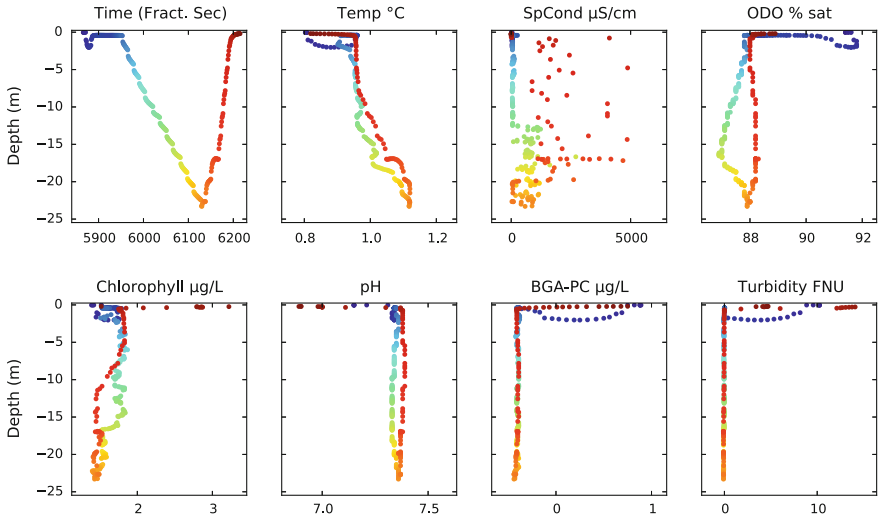 Time (Fract. Sec) Temp °C SpCond µS/cm ODO % sat
0
−5
−10
−15
−20
−25
Depth (m)
5900 6000 6100 6200 0.8 1.0 1.2 0 5000 88 90 92
Chlorophyll µg/L pH BGA-PC µg/L Turbidity FNU
0
−5
−10
−15
−20
−25
Depth (m)
2 3 7.0 7.5 0 1 0 10